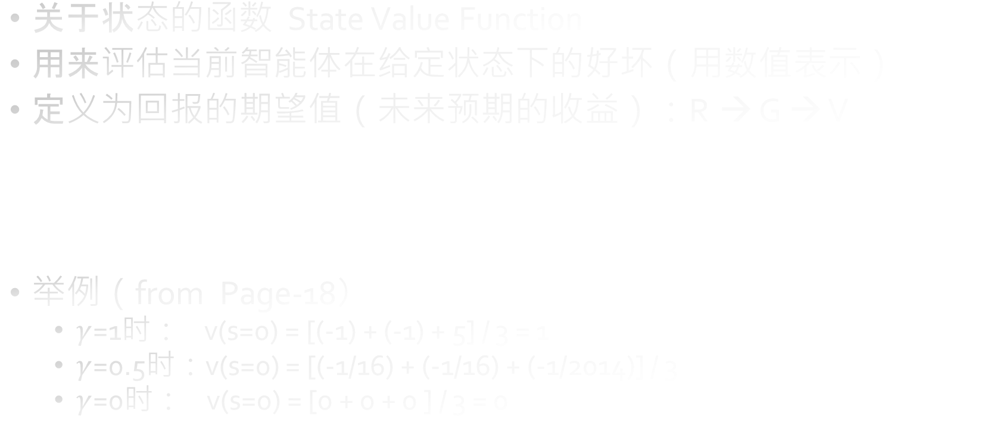 • 关于状态的函数 State Value Function
• 用来评估当前智能体在给定状态下的好坏（用数值表示）
• 定义为回报的期望值（未来预期的收益）：R → G → V
• 举例（from Page-18）
• γ=1时： v(s=0) = [(-1) + (-1) + 5] / 3 = 1
• γ=0.5时：v(s=0) = [(-1/16) + (-1/16) + (-1/2014)] / 3
• γ=0时： v(s=0) = [0 + 0 + 0 ] / 3 = 0